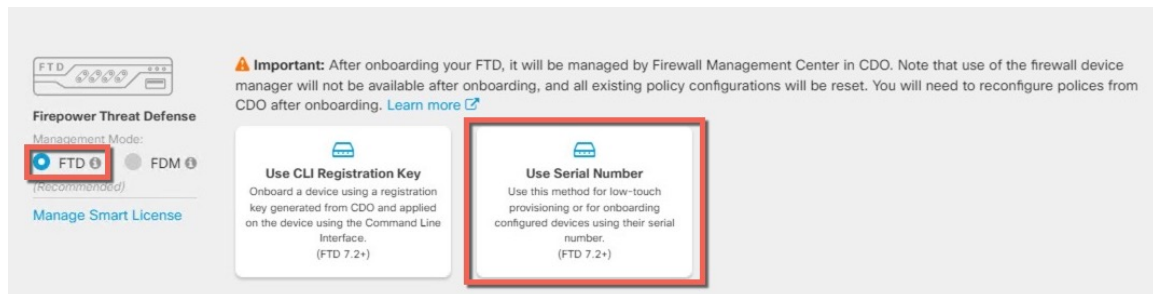 FTD
Firepower Threat Defense
Management Mode:
FTD
FDM
(Recommended)
Manage Smart License
Important: After onboarding your FTD, it will be managed by Firewall Management Center in CDO. Note that use of the firewall device
manager will not be available after onboarding, and all existing policy configurations will be reset. You will need to reconfigure polices from
CDO after onboarding. Learn more
Use CLI Registration Key
Onboard a device using a registration
key generated from CDO and applied
on the device using the Command Line
Interface.
(FTD 7.2+)
Use Serial Number
Use this method for low-touch
provisioning or for onboarding
configured devices using their serial
number.
(FTD 7.2+)